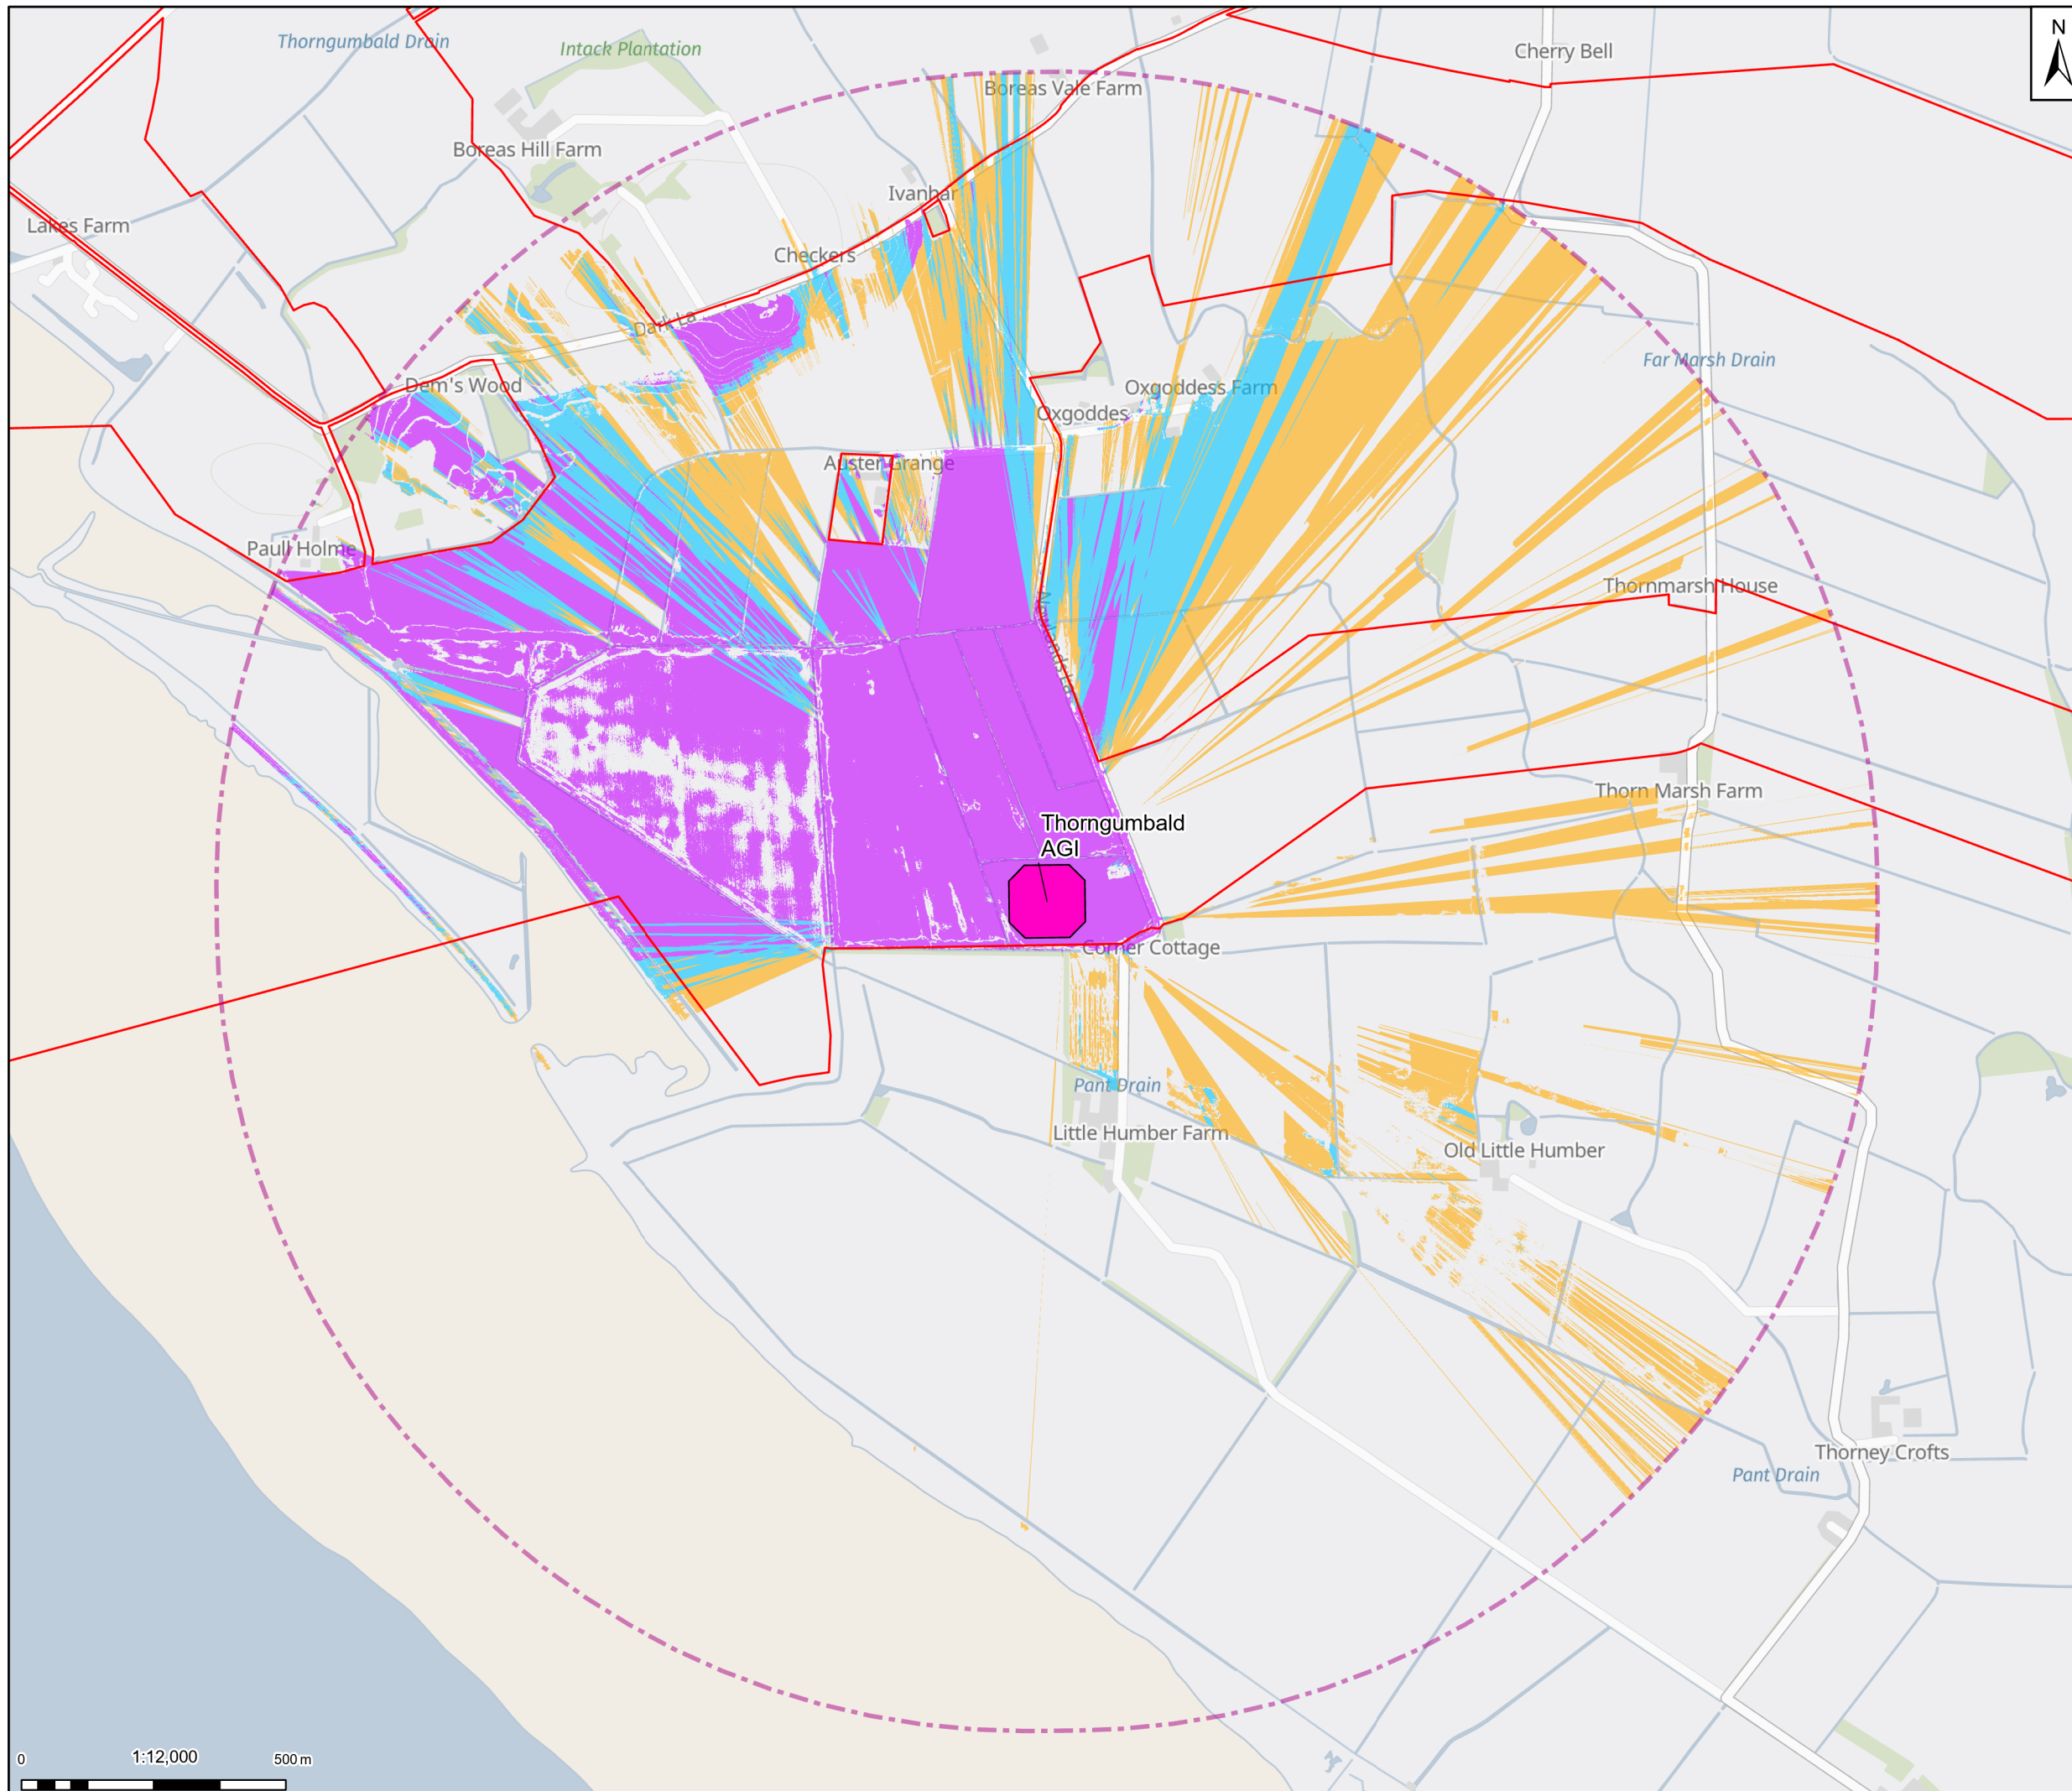 Thorngumbald Drain
Intack Plantation
Cherry Bell
N
Boreas Vale Farm
Boreas Hill Farm
Ivanhar
Lakes Farm
Checkers
Dark La
Far Marsh Drain
Dem's Wood
Oxgoddess Farm
Oxgoddes
Auster Grange
Paull Holme
Thornmarsh House
Thorn Marsh Farm
Thorngumbald
AGI
Corner Cottage
Pant Drain
Little Humber Farm
Old Little Humber
Thorney Crofts
Pant Drain
0 1:12,000 500 m